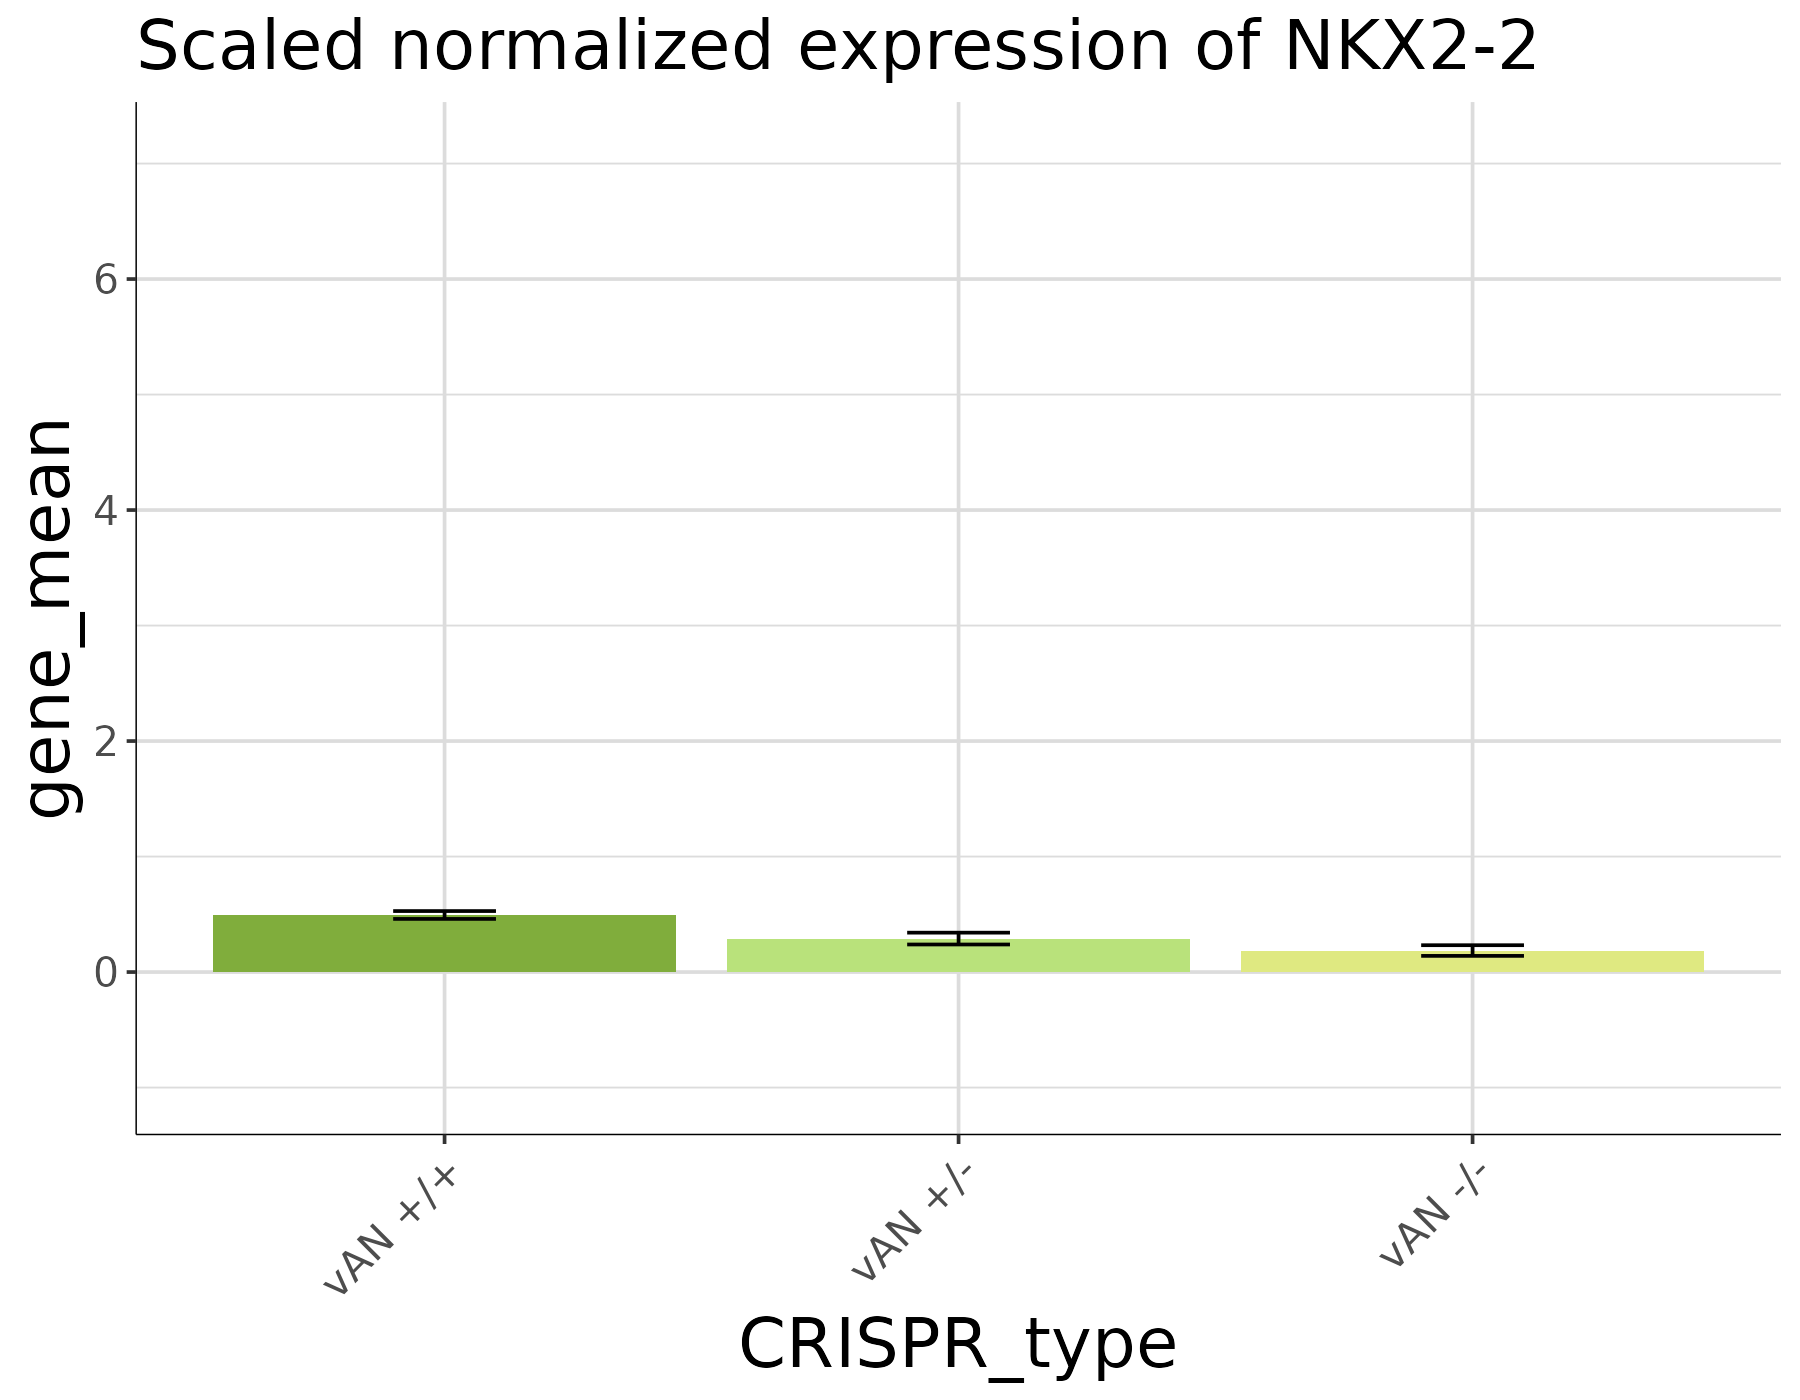 Scaled normalized expression of NKX2-2
gene_mean
6
4
2
0
vAN +/+
vAN +/-
vAN -/-
CRISPR_type